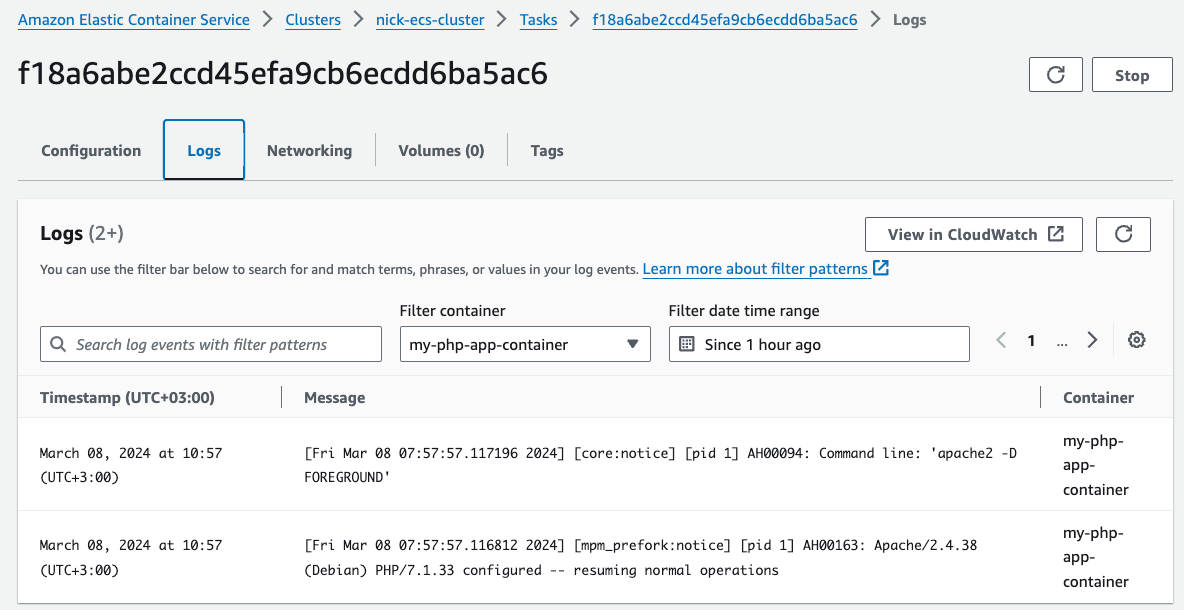 Amazon Elastic Container Service > Clusters > nick-ecs-cluster > Tasks > f18a6abe2ccd45efa9cb6ecdd6ba5ac6 > Logs
f18a6abe2ccd45efa9cb6ecdd6ba5ac6
Stop
Configuration Logs Networking Volumes (0) Tags
Logs (2+)
View in CloudWatch
You can use the filter bar below to search for and match terms, phrases, or values in your log events. Learn more about filter patterns
Filter container Filter date time range
Search log events with filter patterns my-php-app-container Since 1 hour ago 1 ...
Timestamp (UTC+03:00) Message Container
March 08, 2024 at 10:57
(UTC+3:00)
[Fri Mar 08 07:57:57.117196 2024] [core:notice] [pid 1] AH00094: Command line: 'apache2 -D
FOREGROUND'
my-php-
app-
container
March 08, 2024 at 10:57
(UTC+3:00)
[Fri Mar 08 07:57:57.116812 2024] [mpm_prefork:notice] [pid 1] AH00163: Apache/2.4.38
(Debian) PHP/7.1.33 configured -- resuming normal operations
my-php-
app-
container